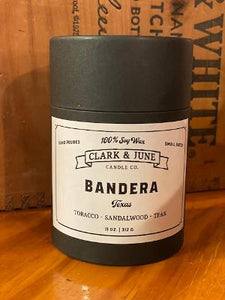 100% Soy Wax
HAND POURED
SMALL BATCH
CLARK & JUNE
CANDLE CO.
BANDERA
Texas
TOBACCO - SANDALWOOD - TEAK
11 OZ. | 312 G.
& WHITE